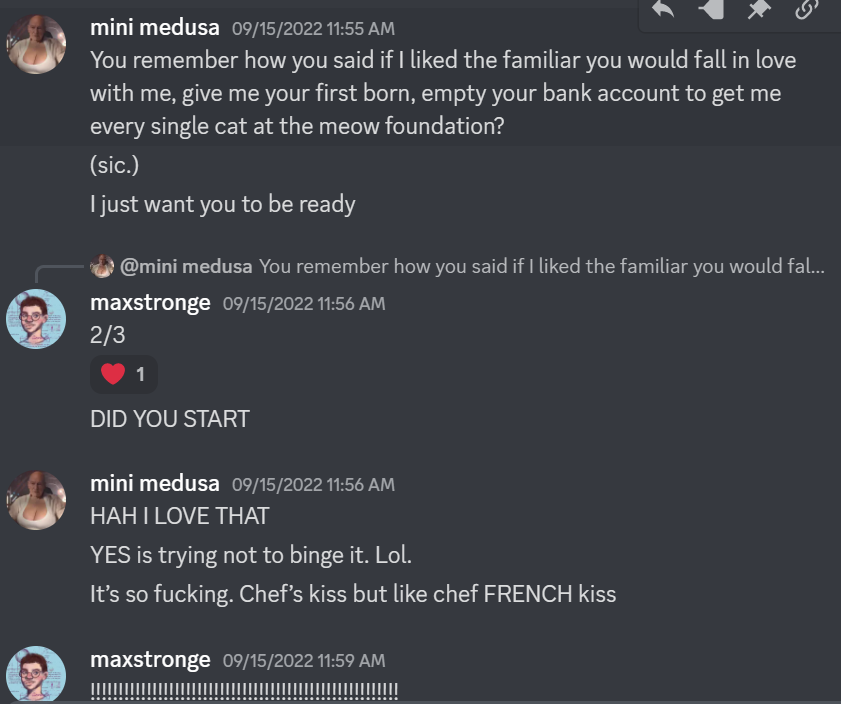 mini medusa 09/15/2022 11:55 AM
You remember how you said if I liked the familiar you would fall in love
with me, give me your first born, empty your bank account to get me
every single cat at the meow foundation?
(sic.)
I just want you to be ready
@mini medusa You remember how you said if I liked the familiar you would fal...
maxstronge 09/15/2022 11:56 AM
2/3
❤️ 1
DID YOU START
mini medusa 09/15/2022 11:56 AM
HAH I LOVE THAT
YES is trying not to binge it. Lol.
It’s so fucking. Chef’s kiss but like chef FRENCH kiss
maxstronge 09/15/2022 11:59 AM
!!!!!!!!!!!!!!!!!!!!!!!!!!!!!!!!!!!!!!!!!!!!!!!!!!!!!!!